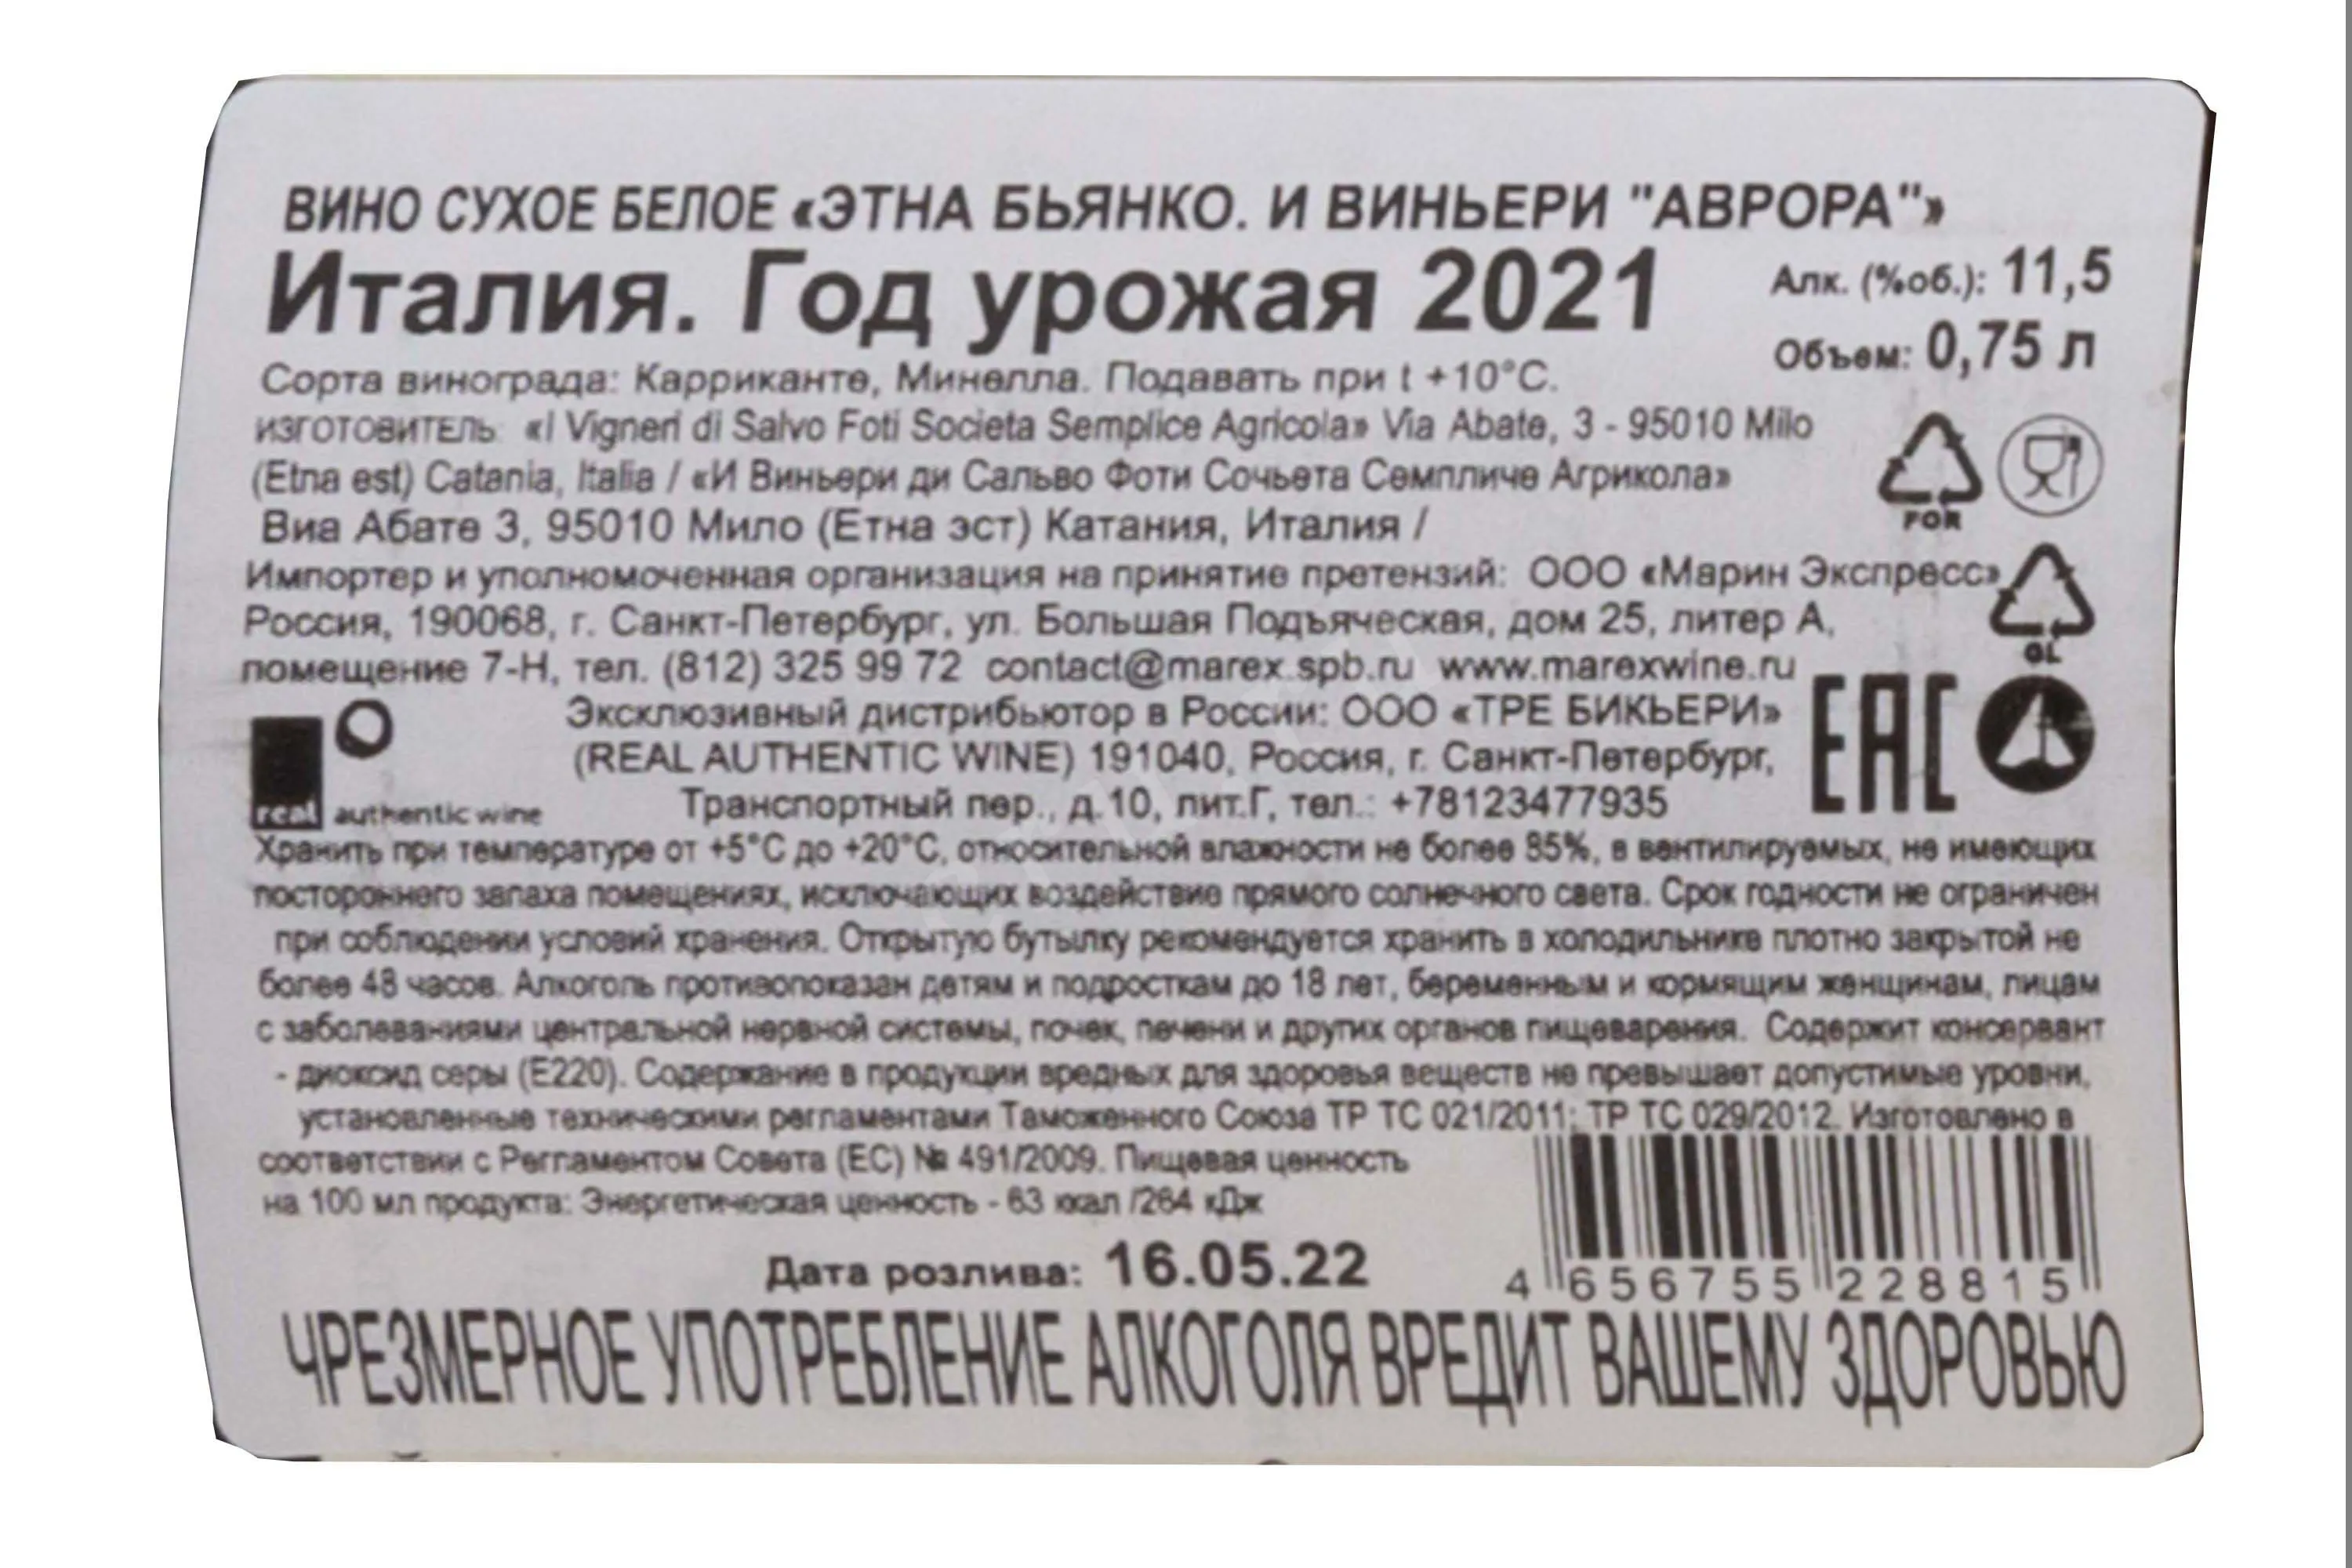 ВИНО СУХОЕ БЕЛОЕ «ЭТНА БЬЯНКО. И ВИНЬЕРИ "АВРОРА"»
Италия. Год урожая 2021
Алк. (%об.): 11,5
Объем: 0,75 л
Сорта винограда: Карриканте, Минелла. Подавать при t +10°C.
ИЗГОТОВИТЕЛЬ: «I Vigneri di Salvo Foti Societa Semplice Agricola» Via Abate, 3 - 95010 Milo
(Etna est) Catania, Italia / «И Виньери ди Сальво Фоти Сочьета Семпличе Агрикола»
Виа Абате 3, 95010 Мило (Етна эст) Катания, Италия /
FOR
Импортер и уполномоченная организация на принятие претензий: ООО «Марин Экспресс»
Россия, 190068, г. Санкт-Петербург, ул. Большая Подъяческая, дом 25, литер А,
помещение 7-Н, тел. (812) 325 99 72 contact@marex.spb.ru www.marexwine.ru
GL
Эксклюзивный дистрибьютор в России: ООО «ТРЕ БИКЬЕРИ»
(REAL AUTHENTIC WINE) 191040, Россия, г. Санкт-Петербург,
Транспортный пер., д.10, лит.Г, тел.: +78123477935
real authentic wine
EAC
Хранить при температуре от +5°C до +20°C, относительной влажности не более 85%, в вентилируемых, не имеющих
постороннего запаха помещениях, исключающих воздействие прямого солнечного света. Срок годности не ограничен
при соблюдении условий хранения. Открытую бутылку рекомендуется хранить в холодильнике плотно закрытой не
более 48 часов. Алкоголь противопоказан детям и подросткам до 18 лет, беременным и кормящим женщинам, лицам
с заболеваниями центральной нервной системы, почек, печени и других органов пищеварения. Содержит консервант
- диоксид серы (E220). Содержание в продукции вредных для здоровья веществ не превышает допустимые уровни,
установленные техническими регламентами Таможенного Союза ТР ТС 021/2011; ТР ТС 029/2012. Изготовлено в
соответствии с Регламентом Совета (ЕС) № 491/2009. Пищевая ценность
на 100 мл продукта: Энергетическая ценность - 63 ккал /264 кДж
Дата розлива: 16.05.22
4 656755 228815
ЧРЕЗМЕРНОЕ УПОТРЕБЛЕНИЕ АЛКОГОЛЯ ВРЕДИТ ВАШЕМУ ЗДОРОВЬЮ